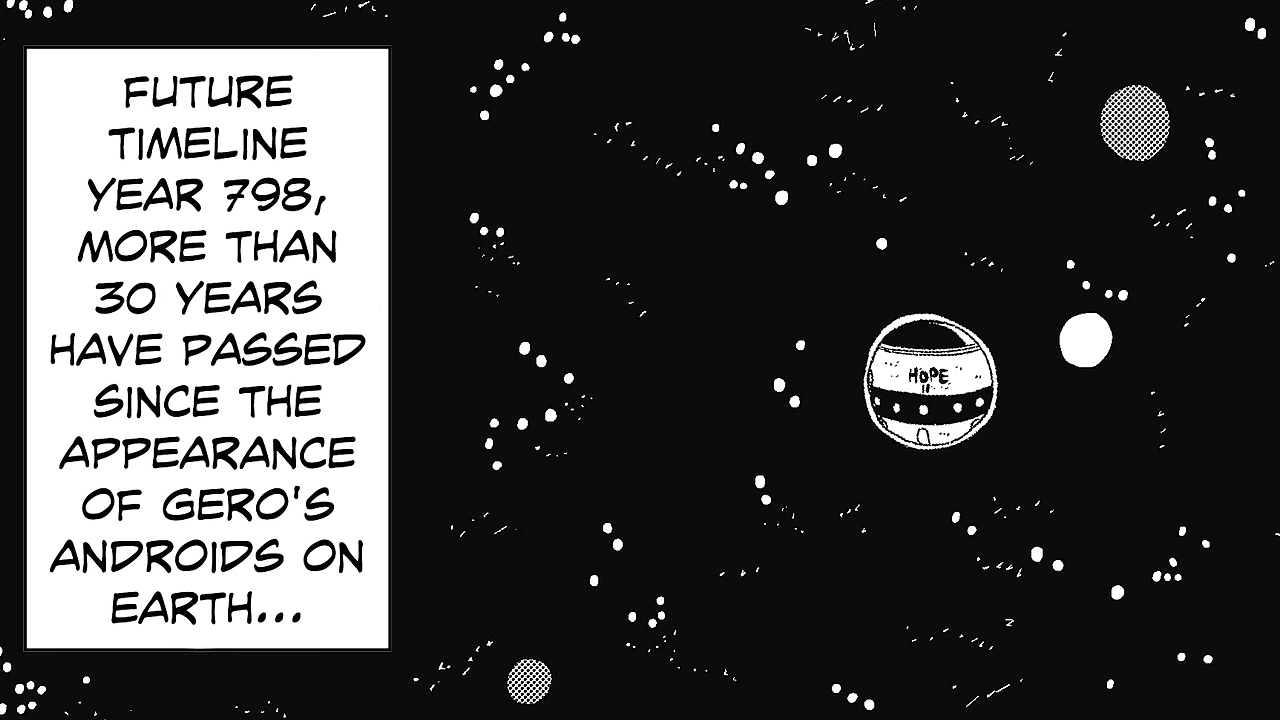 FUTURE
TIMELINE
YEAR 798,
MORE THAN
30 YEARS
HAVE PASSED
SINCE THE
APPEARANCE
OF GERO'S
ANDROIDS ON
EARTH...
HOPE
!!